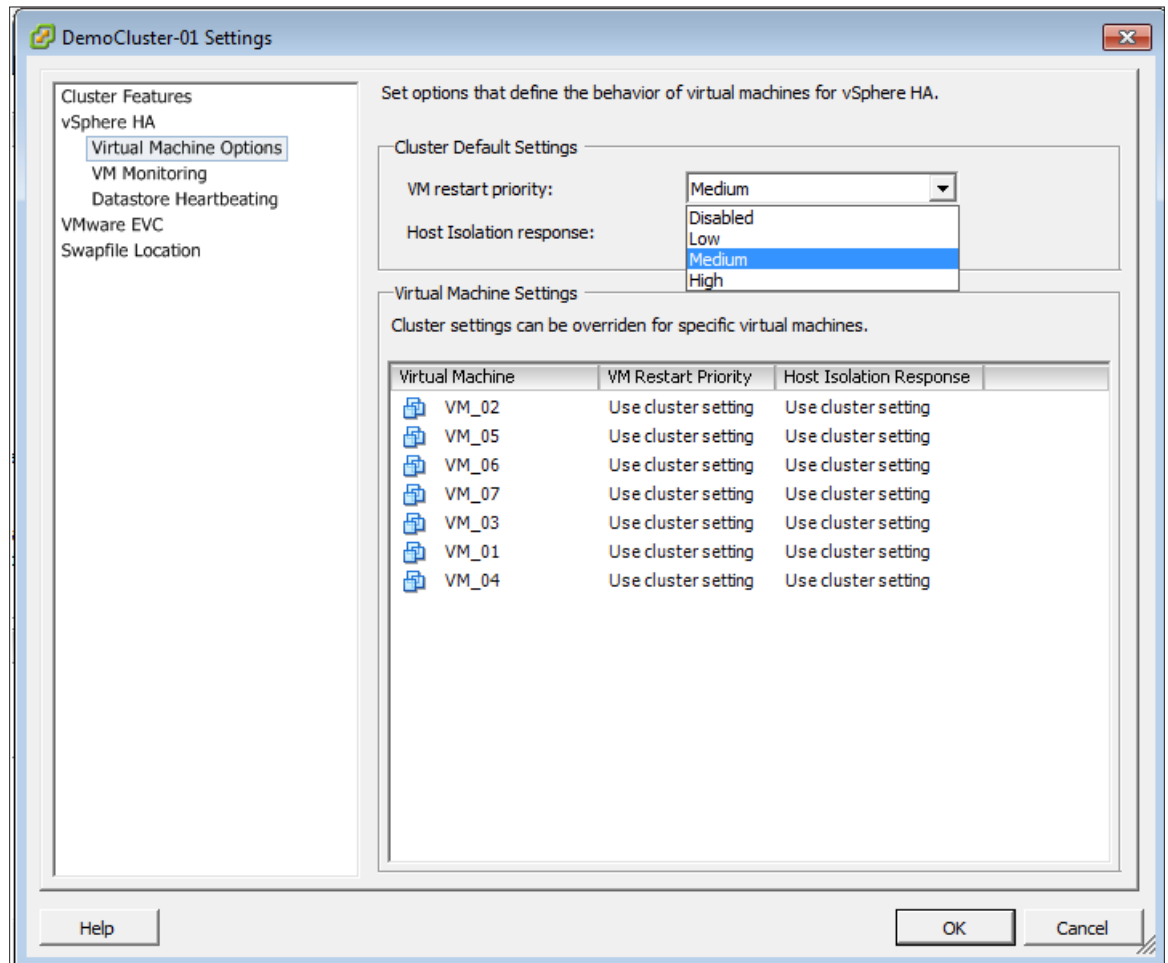 DemoCluster-01 Settings
Cluster Features
vSphere HA
Virtual Machine Options
VM Monitoring
Datastore Heartbeating
VMware EVC
Swapfile Location
Set options that define the behavior of virtual machines for vSphere HA.
Cluster Default Settings
VM restart priority: Medium
Disabled
Low
Medium
High
Host Isolation response:
Virtual Machine Settings
Cluster settings can be overriden for specific virtual machines.
Virtual Machine VM Restart Priority Host Isolation Response
VM_02 Use cluster setting Use cluster setting
VM_05 Use cluster setting Use cluster setting
VM_06 Use cluster setting Use cluster setting
VM_07 Use cluster setting Use cluster setting
VM_03 Use cluster setting Use cluster setting
VM_01 Use cluster setting Use cluster setting
VM_04 Use cluster setting Use cluster setting
Help OK Cancel